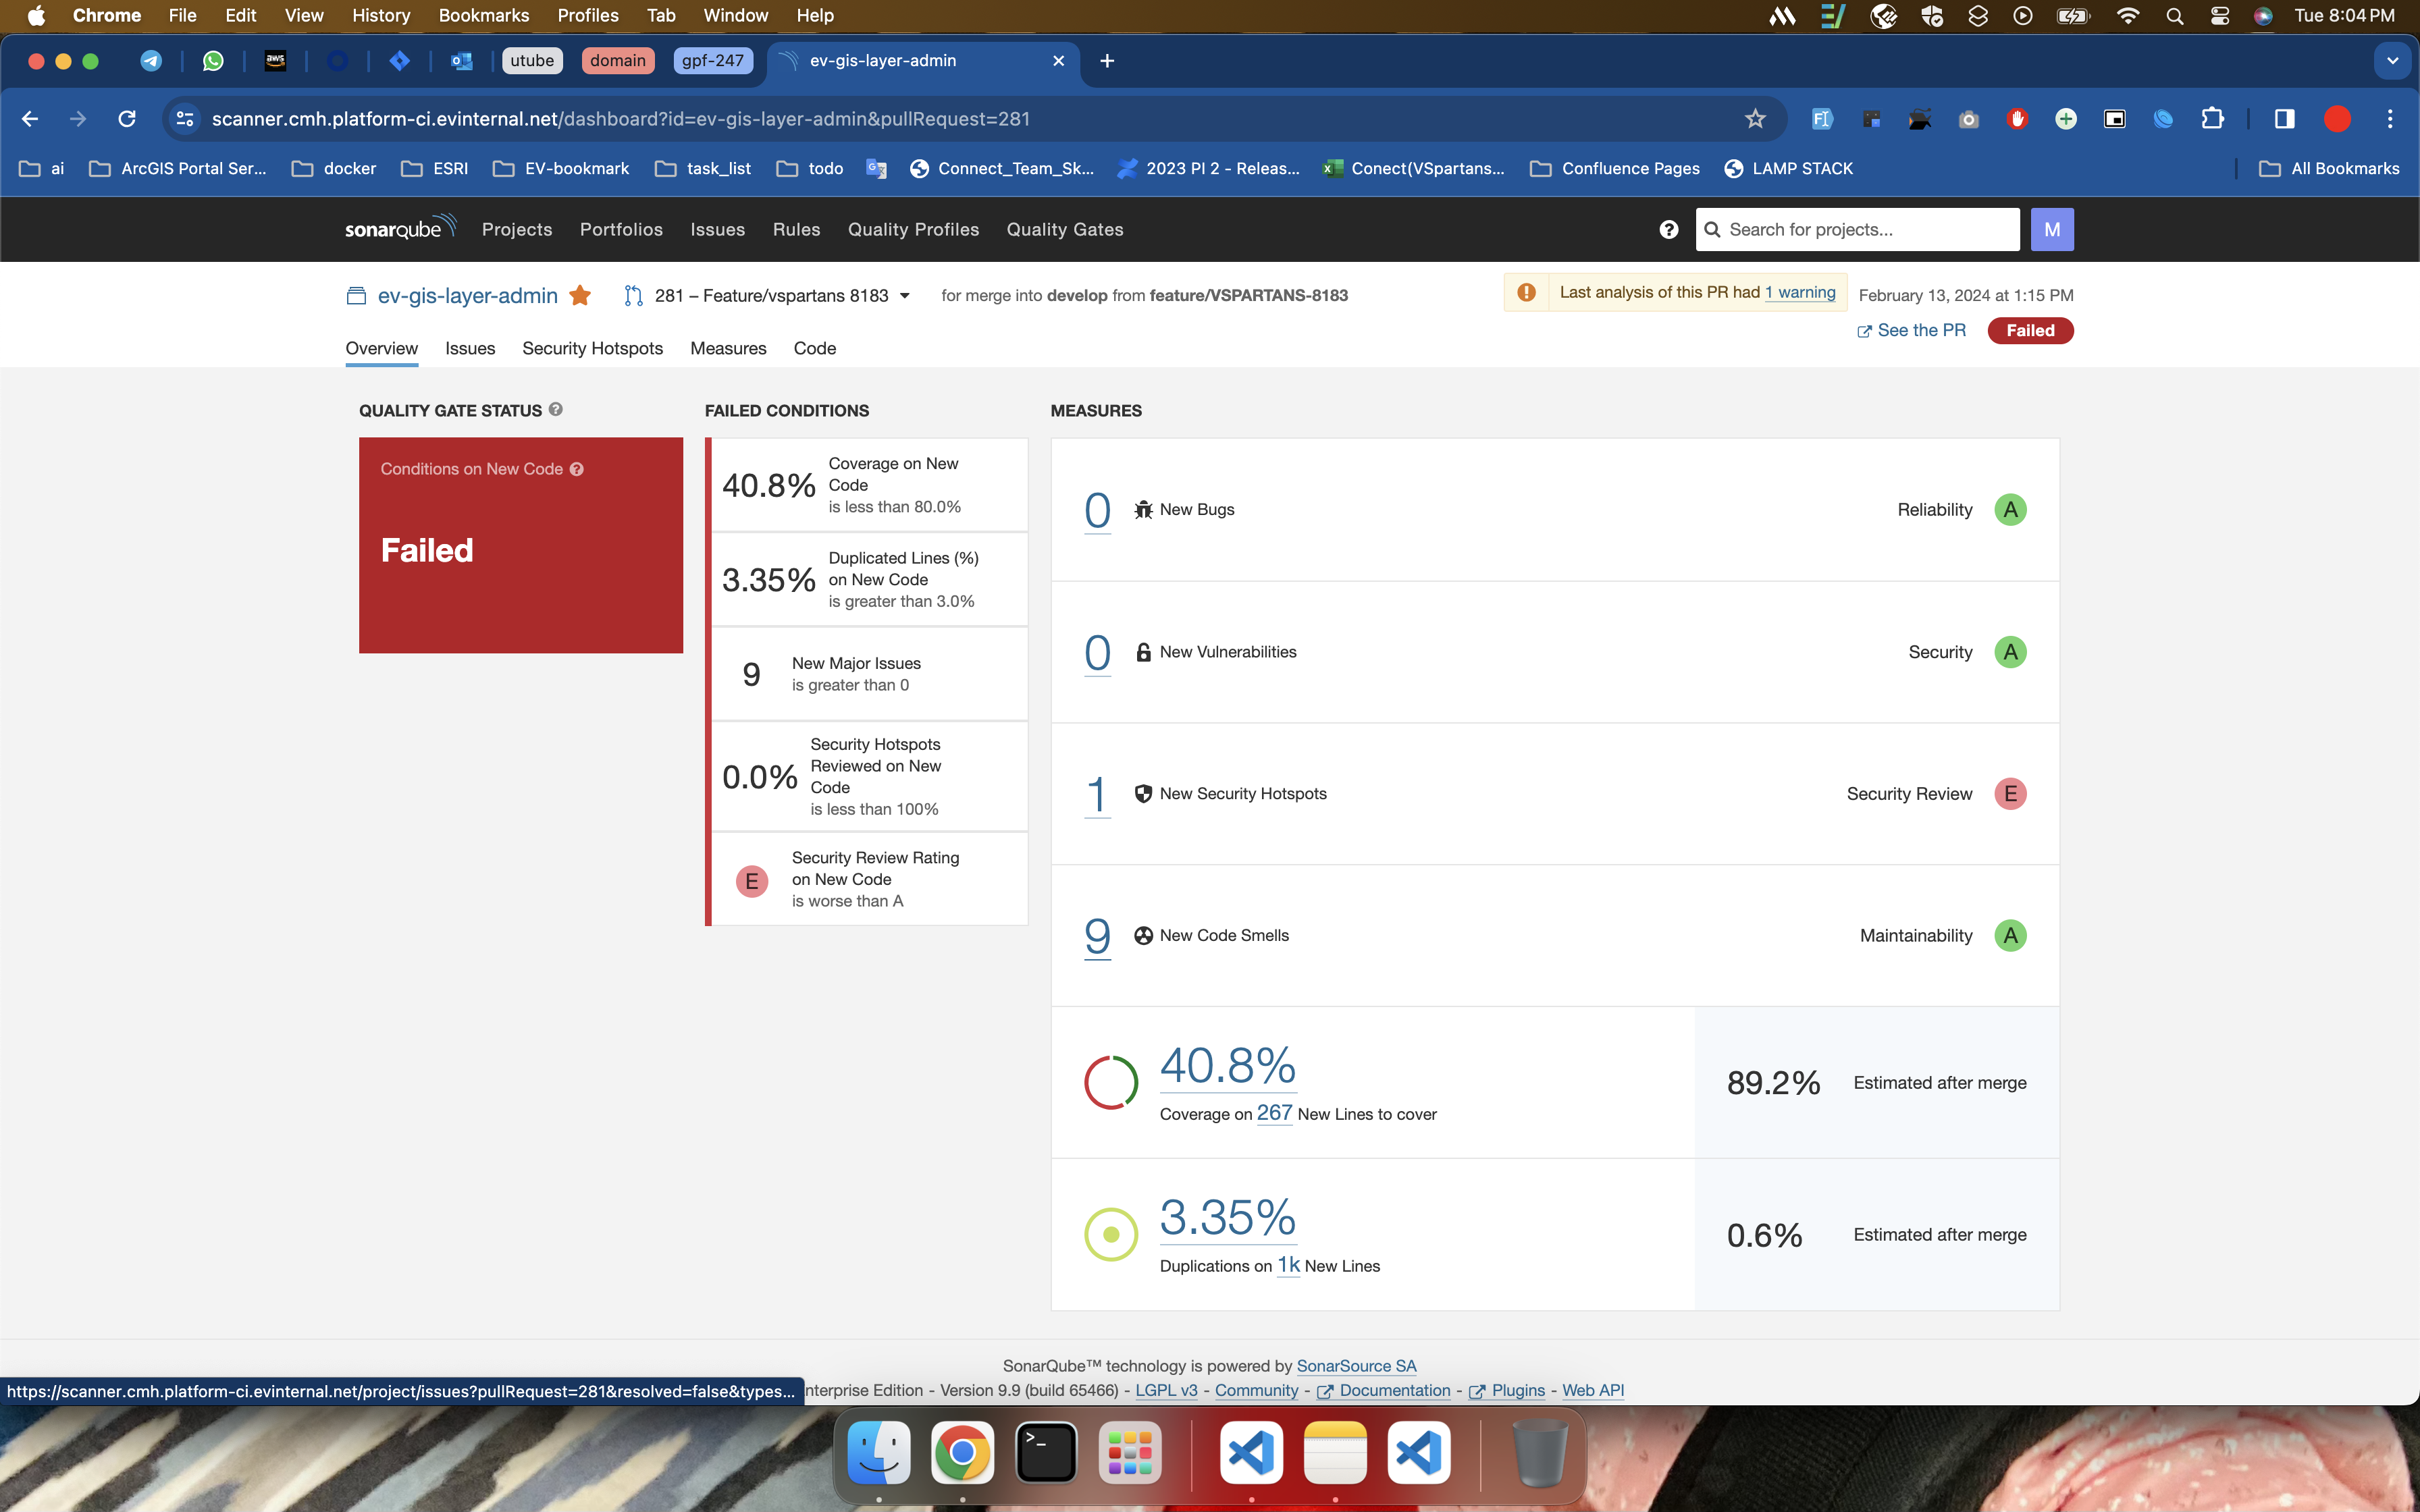 Chrome File Edit View History Bookmarks Profiles Tab Window Help
Tue 8:04 PM
utube domain gpf-247 ev-gis-layer-admin
scanner.cmh.platform-ci.evinternal.net/dashboard?id=ev-gis-layer-admin&pullRequest=281
ai ArcGIS Portal Ser... docker ESRI EV-bookmark task_list todo Connect_Team_Sk... 2023 PI 2 - Releas... Conect(VSpartans... Confluence Pages LAMP STACK All Bookmarks
sonarqube Projects Portfolios Issues Rules Quality Profiles Quality Gates Search for projects... M
ev-gis-layer-admin 281 – Feature/vspartans 8183 for merge into develop from feature/VSPARTANS-8183 Last analysis of this PR had 1 warning February 13, 2024 at 1:15 PM
See the PR Failed
Overview Issues Security Hotspots Measures Code
QUALITY GATE STATUS
Conditions on New Code
Failed
FAILED CONDITIONS
40.8% Coverage on New
Code
is less than 80.0%
3.35% Duplicated Lines (%)
on New Code
is greater than 3.0%
9 New Major Issues
is greater than 0
0.0% Security Hotspots
Reviewed on New
Code
is less than 100%
E Security Review Rating
on New Code
is worse than A
MEASURES
0 New Bugs Reliability A
0 New Vulnerabilities Security A
1 New Security Hotspots Security Review E
9 New Code Smells Maintainability A
40.8%
Coverage on 267 New Lines to cover
89.2% Estimated after merge
3.35%
Duplications on 1k New Lines
0.6% Estimated after merge
SonarQube™ technology is powered by SonarSource SA
nterprise Edition - Version 9.9 (build 65466) - LGPL v3 - Community - Documentation - Plugins - Web API
https://scanner.cmh.platform-ci.evinternal.net/project/issues?pullRequest=281&resolved=false&types...